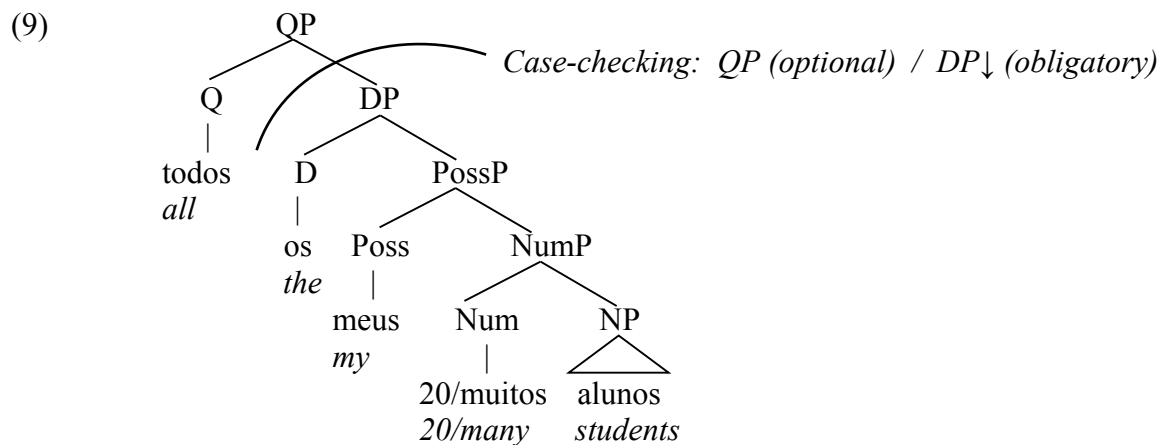 (9) QP
Case-checking: QP (optional) / DP↓ (obligatory)
Q DP
| 
todos D PossP
all |
os Poss NumP
the |
meus Num NP
my |
20/muitos alunos
20/many students